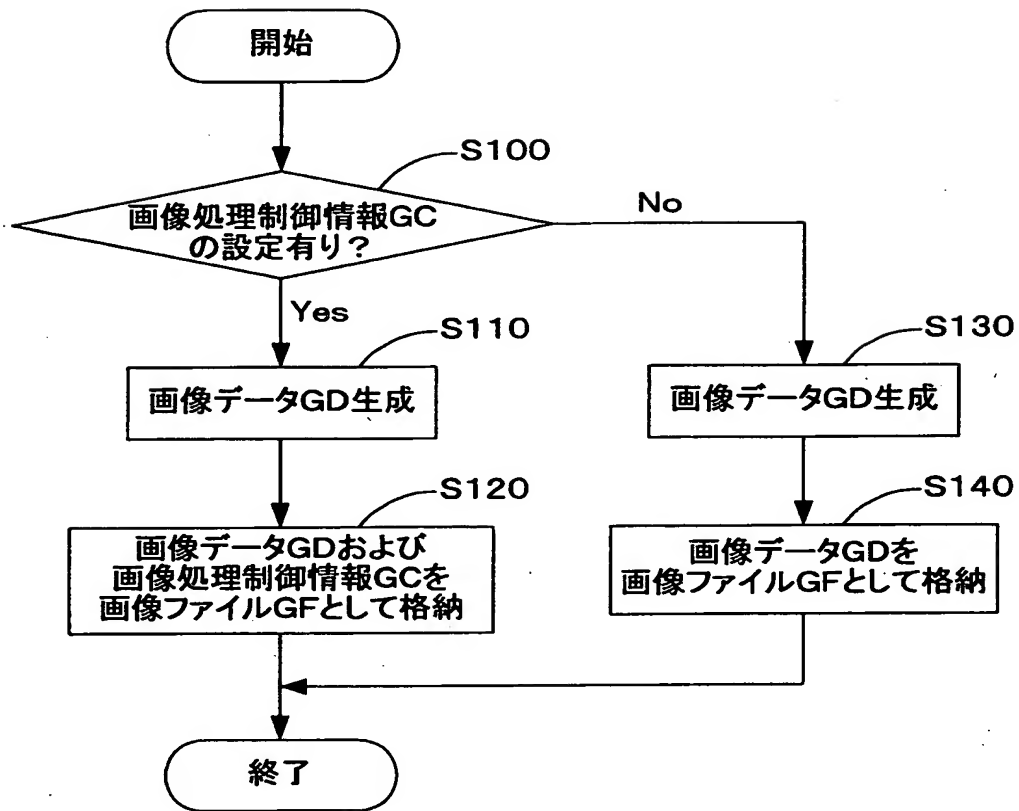 開始
S100
画像処理制御情報GC
の設定有り？
No
Yes
S110
S130
画像データGD生成
画像データGD生成
S120
S140
画像データGDおよび
画像処理制御情報GCを
画像ファイルGFとして格納
画像データGDを
画像ファイルGFとして格納
終了